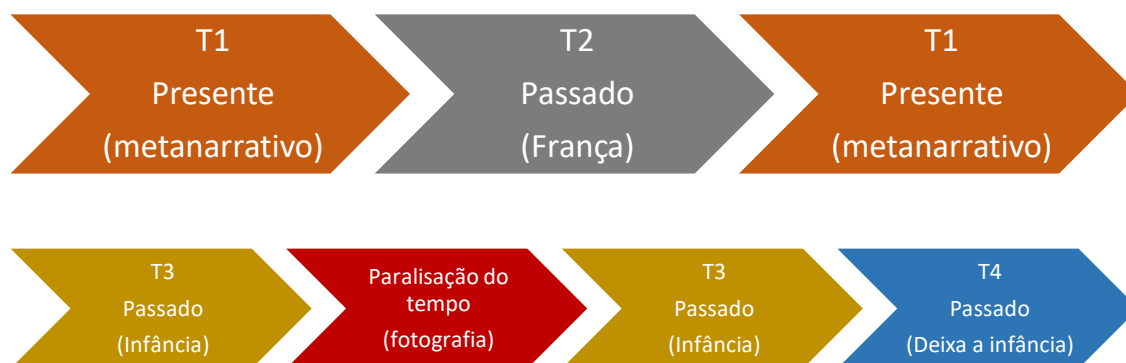 T1
Presente
(metanarrativo)
T2
Passado
(França)
T1
Presente
(metanarrativo)
T3
Passado
(Infância)
Paralisação do
tempo
(fotografia)
T3
Passado
(Infância)
T4
Passado
(Deixa a infância)